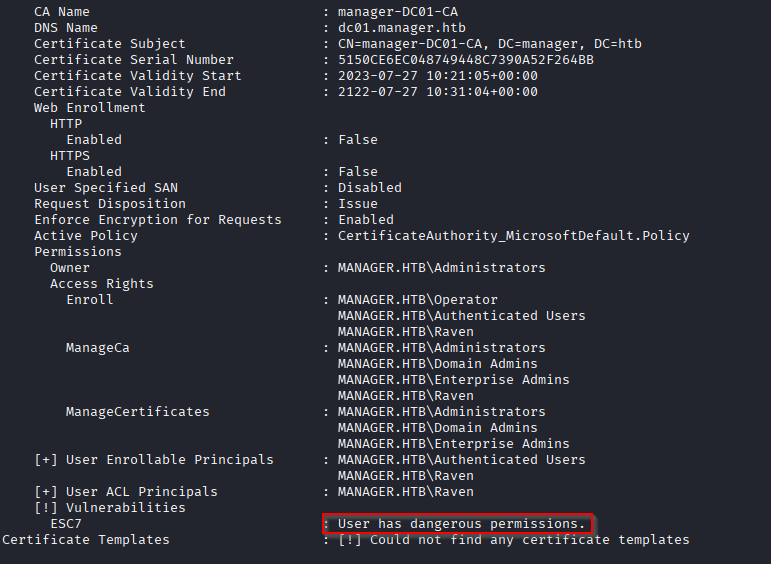 CA Name : manager-DC01-CA
DNS Name : dc01.manager.htb
Certificate Subject : CN=manager-DC01-CA, DC=manager, DC=htb
Certificate Serial Number : 5150CE6EC048749448C7390A52F264BB
Certificate Validity Start : 2023-07-27 10:21:05+00:00
Certificate Validity End : 2122-07-27 10:31:04+00:00
Web Enrollment
HTTP
Enabled : False
HTTPS
Enabled : False
User Specified SAN : Disabled
Request Disposition : Issue
Enforce Encryption for Requests : Enabled
Active Policy : CertificateAuthority_MicrosoftDefault.Policy
Permissions
Owner : MANAGER.HTB\Administrators
Access Rights
Enroll : MANAGER.HTB\Operator
MANAGER.HTB\Authenticated Users
MANAGER.HTB\Raven
ManageCa : MANAGER.HTB\Administrators
MANAGER.HTB\Domain Admins
MANAGER.HTB\Enterprise Admins
MANAGER.HTB\Raven
ManageCertificates : MANAGER.HTB\Administrators
MANAGER.HTB\Domain Admins
MANAGER.HTB\Enterprise Admins
[+] User Enrollable Principals : MANAGER.HTB\Authenticated Users
MANAGER.HTB\Raven
[+] User ACL Principals : MANAGER.HTB\Raven
[!] Vulnerabilities
ESC7 : User has dangerous permissions.
Certificate Templates : [!] Could not find any certificate templates